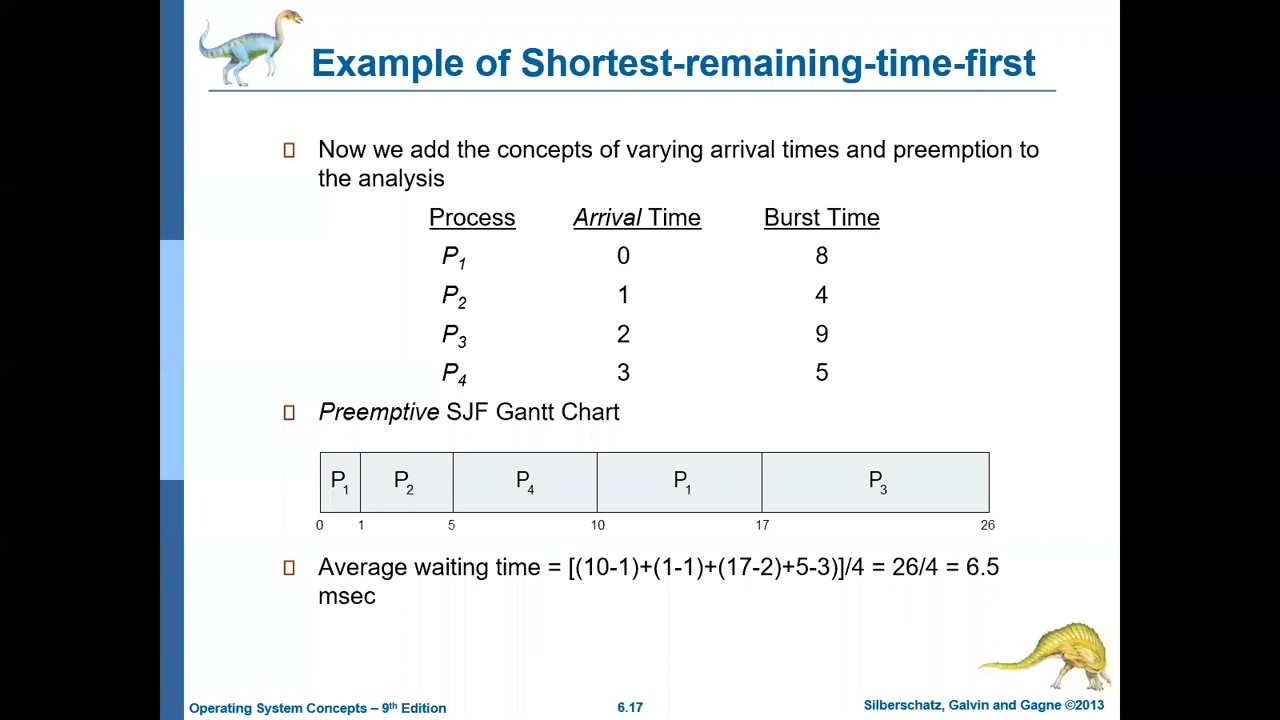 Example of Shortest-remaining-time-first
Now we add the concepts of varying arrival times and preemption to
the analysis
Process Arrival Time Burst Time
P1 0 8
P2 1 4
P3 2 9
P4 3 5
Preemptive SJF Gantt Chart
P1 P2 P4 P1 P3
0 1 5 10 17 26
Average waiting time = [(10-1)+(1-1)+(17-2)+5-3)]/4 = 26/4 = 6.5
msec
Operating System Concepts – 9th Edition 6.17 Silberschatz, Galvin and Gagne ©2013